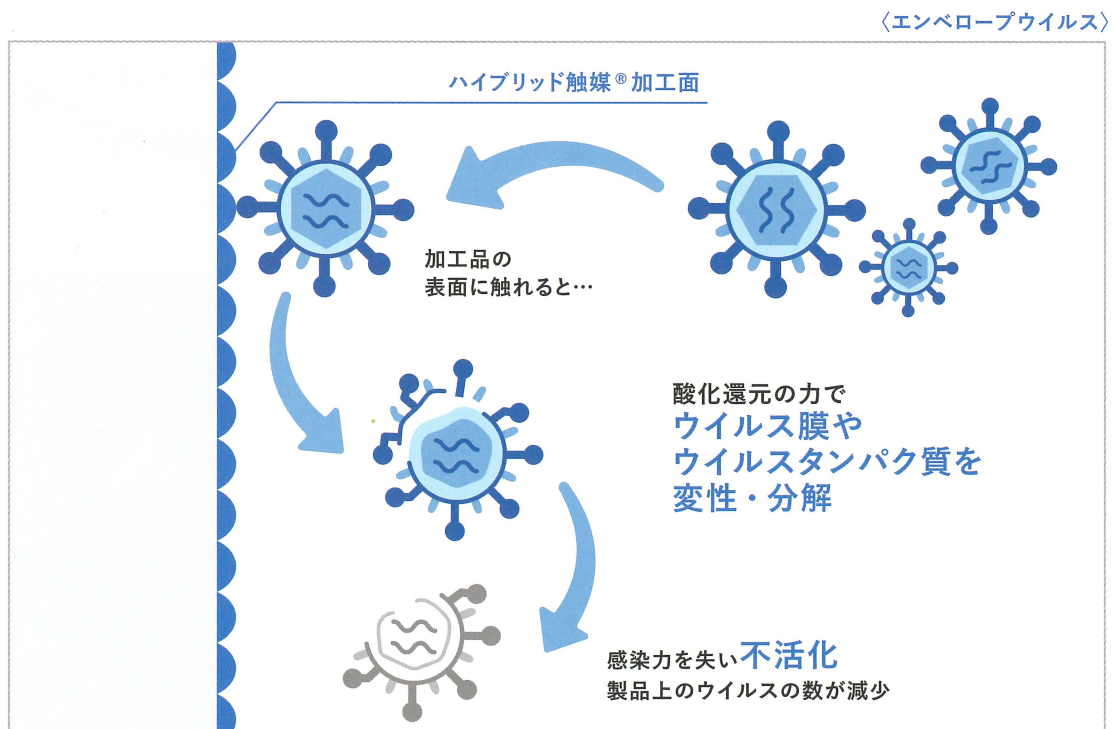 〈エンベロープウイルス〉
ハイブリッド触媒®加工面
加工品の
表面に触れると…
酸化還元の力で
ウイルス膜や
ウイルスタンパク質を
変性・分解
感染力を失い不活化
製品上のウイルスの数が減少